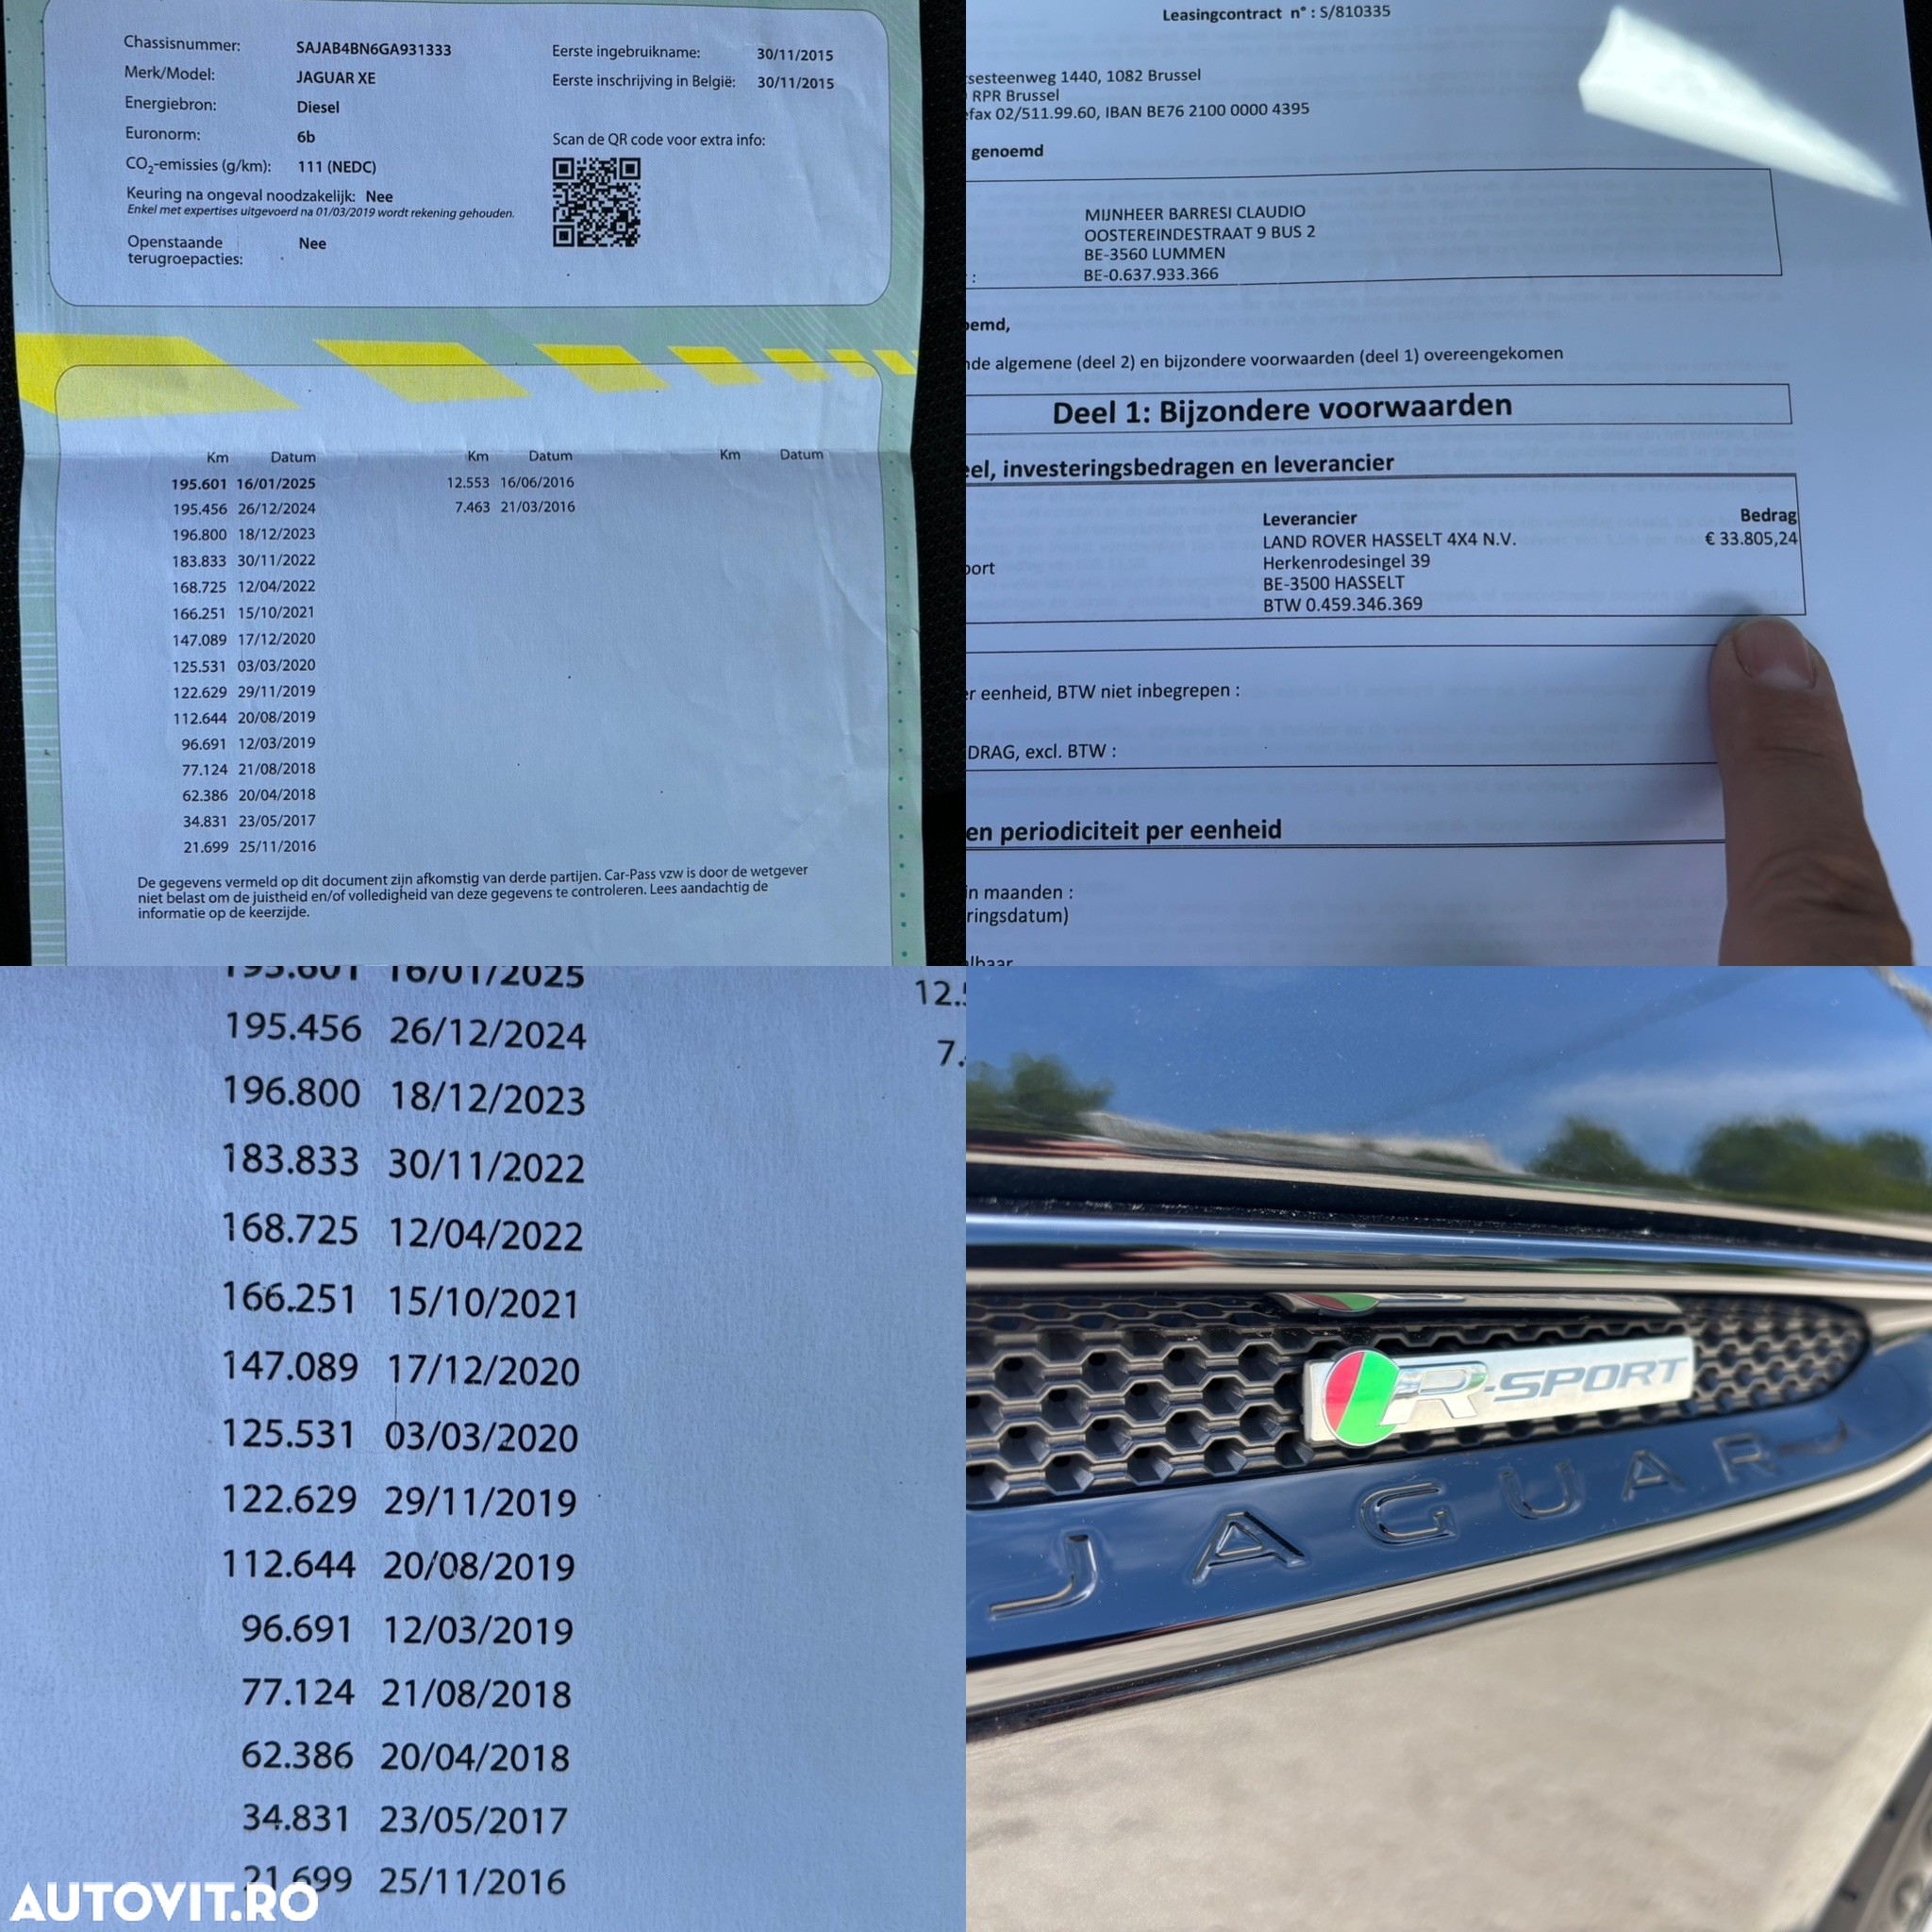 Chassisnummer: SAJAB4BN6GA931333
Merk/Model: JAGUAR XE
Energiebron: Diesel
Euronorm: 6b
CO₂-emissies (g/km): 111 (NEDC)
Keuring na ongeval noodzakelijk: Nee
Enkel met expertises uitgevoerd na 01/03/2019 wordt rekening gehouden.
Openstaande Nee
terugroepacties:
Eerste ingebruikname: 30/11/2015
Eerste inschrijving in België: 30/11/2015
Scan de QR code voor extra info:
Km Datum Km Datum Km Datum
195.601 16/01/2025 12.553 16/06/2016
195.456 26/12/2024 7.463 21/03/2016
196.800 18/12/2023
183.833 30/11/2022
168.725 12/04/2022
166.251 15/10/2021
147.089 17/12/2020
125.531 03/03/2020
122.629 29/11/2019
112.644 20/08/2019
96.691 12/03/2019
77.124 21/08/2018
62.386 20/04/2018
34.831 23/05/2017
21.699 25/11/2016
De gegevens vermeld op dit document zijn afkomstig van derde partijen. Car-Pass vzw is door de wetgever
niet belast om de juistheid en/of volledigheid van deze gegevens te controleren. Lees aandachtig de
informatie op de keerzijde.
Leasingcontract n° : S/810335
sesteenweg 1440, 1082 Brussel
RPR Brussel
efax 02/511.99.60, IBAN BE76 2100 0000 4395
genoemd
MIJNHEER BARRESI CLAUDIO
OOSTEREINDESTRAAT 9 BUS 2
BE-3560 LUMMEN
: BE-0.637.933.366
oemd,
nde algemene (deel 2) en bijzondere voorwaarden (deel 1) overeengekomen
Deel 1: Bijzondere voorwaarden
eel, investeringsbedragen en leverancier
Leverancier Bedrag
LAND ROVER HASSELT 4X4 N.V. € 33.805,24
port Herkenrodesingel 39
BE-3500 HASSELT
BTW 0.459.346.369
er eenheid, BTW niet inbegrepen :
DRAG, excl. BTW :
en periodiciteit per eenheid
in maanden :
ringsdatum)
lbaar
195.601 16/01/2025
195.456 26/12/2024
196.800 18/12/2023
183.833 30/11/2022
168.725 12/04/2022
166.251 15/10/2021
147.089 17/12/2020
125.531 03/03/2020
122.629 29/11/2019
112.644 20/08/2019
96.691 12/03/2019
77.124 21/08/2018
62.386 20/04/2018
34.831 23/05/2017
21.699 25/11/2016
12.5
7.
R-SPORT
JAGUAR
AUTOVIT.RO